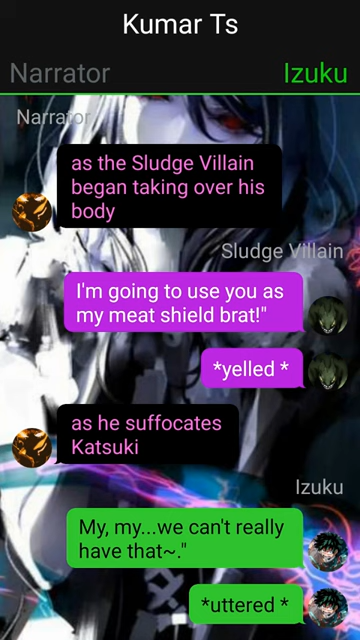 Kumar Ts
Narrator
Izuku
Narrator
as the Sludge Villain
began taking over his
body
Sludge Villain
I'm going to use you as
my meat shield brat!"
*yelled *
as he suffocates
Katsuki
Izuku
My, my...we can't really
have that~."
*uttered *